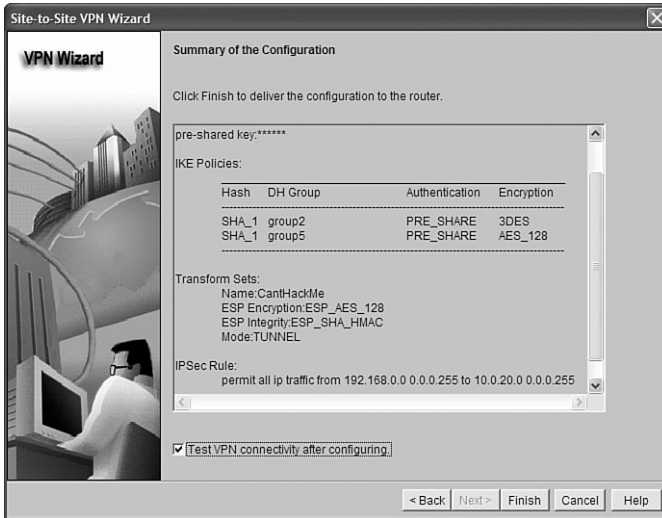 Site-to-Site VPN Wizard
VPN Wizard
Summary of the Configuration
Click Finish to deliver the configuration to the router.
pre-shared key:******
IKE Policies:
Hash DH Group Authentication Encryption
SHA_1 group2 PRE_SHARE 3DES
SHA_1 group5 PRE_SHARE AES_128
Transform Sets:
Name:CantHackMe
ESP Encryption:ESP_AES_128
ESP Integrity:ESP_SHA_HMAC
Mode:TUNNEL
IPSec Rule:
permit all ip traffic from 192.168.0.0 0.0.0.255 to 10.0.20.0 0.0.0.255
Test VPN connectivity after configuring.
< Back Next > Finish Cancel Help